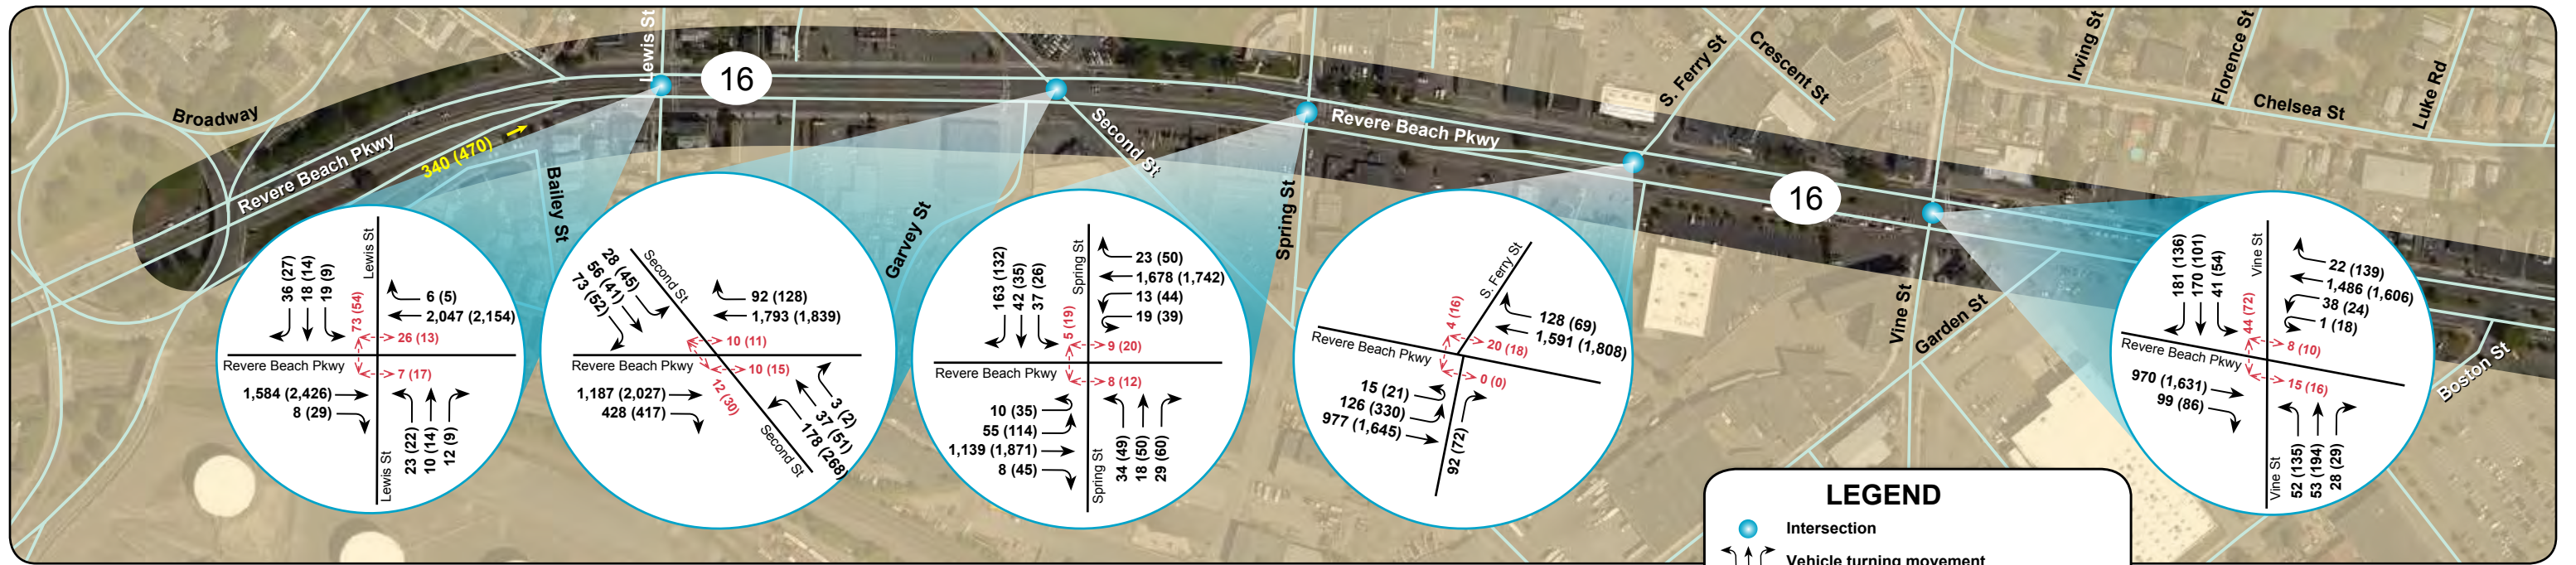 Broadway
Revere Beach Pkwy
340 (470)
Bailey St
Lewis St
16
Garvey St
Second St
Spring St
Revere Beach Pkwy
S. Ferry St
Crescent St
16
Vine St
Garden St
Irving St
Florence St
Luke Rd
Chelsea St
Boston St
36 (27)
18 (14)
19 (9)
Lewis St
73 (54)
6 (5)
2,047 (2,154)
26 (13)
Revere Beach Pkwy
7 (17)
1,584 (2,426)
8 (29)
Lewis St
23 (22)
10 (14)
12 (9)
28 (45)
56 (41)
73 (52)
Second St
92 (128)
1,793 (1,839)
10 (11)
Revere Beach Pkwy
10 (15)
12 (30)
1,187 (2,027)
428 (417)
3 (2)
37 (51)
178 (268)
Second St
163 (132)
42 (35)
37 (26)
Spring St
5 (19)
23 (50)
1,678 (1,742)
13 (44)
19 (39)
9 (20)
Revere Beach Pkwy
8 (12)
10 (35)
55 (114)
1,139 (1,871)
8 (45)
Spring St
34 (49)
18 (50)
29 (60)
S. Ferry St
4 (16)
128 (69)
1,591 (1,808)
20 (18)
Revere Beach Pkwy
0 (0)
15 (21)
126 (330)
977 (1,645)
92 (72)
181 (136)
170 (101)
41 (54)
Vine St
44 (72)
22 (139)
1,486 (1,606)
38 (24)
1 (18)
8 (10)
Revere Beach Pkwy
15 (16)
970 (1,631)
99 (86)
Vine St
52 (135)
53 (194)
28 (29)
LEGEND
Intersection
Vehicle turning movement